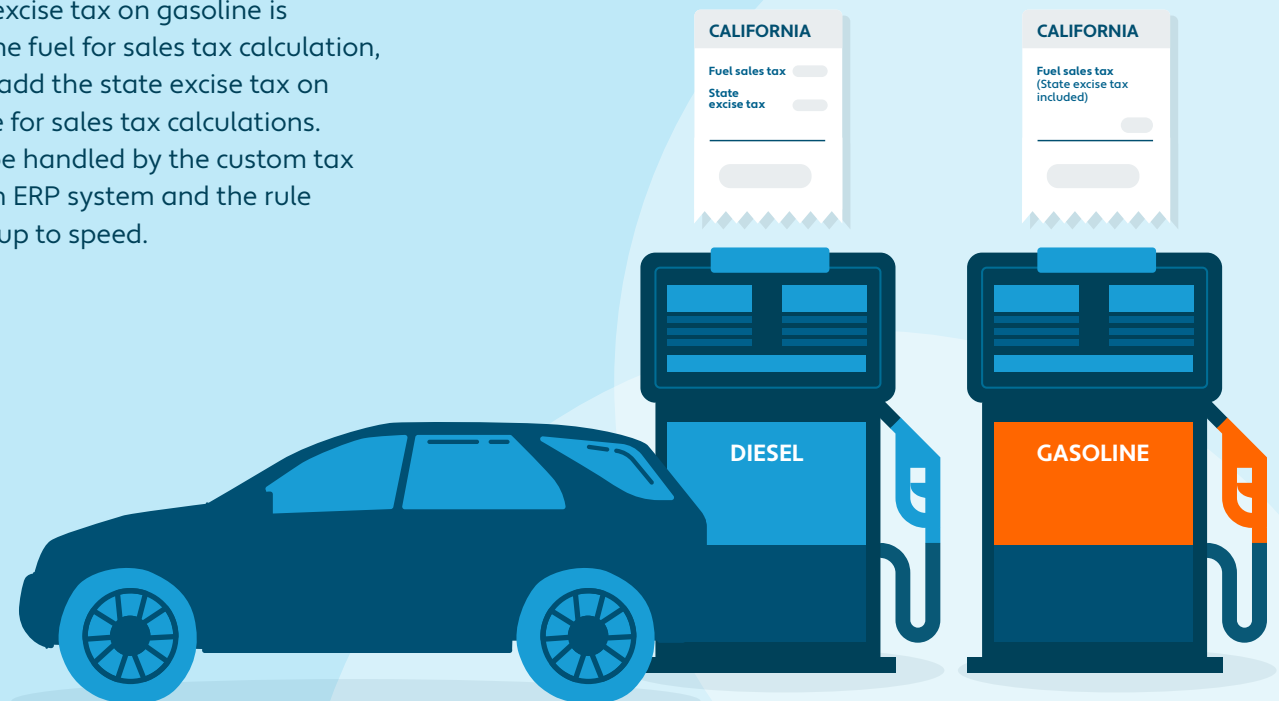 excise tax on gasoline is
he fuel for sales tax calculation,
add the state excise tax on
e for sales tax calculations.
be handled by the custom tax
n ERP system and the rule
up to speed.
CALIFORNIA
Fuel sales tax
State
excise tax
CALIFORNIA
Fuel sales tax
(State excise tax
included)
DIESEL
GASOLINE